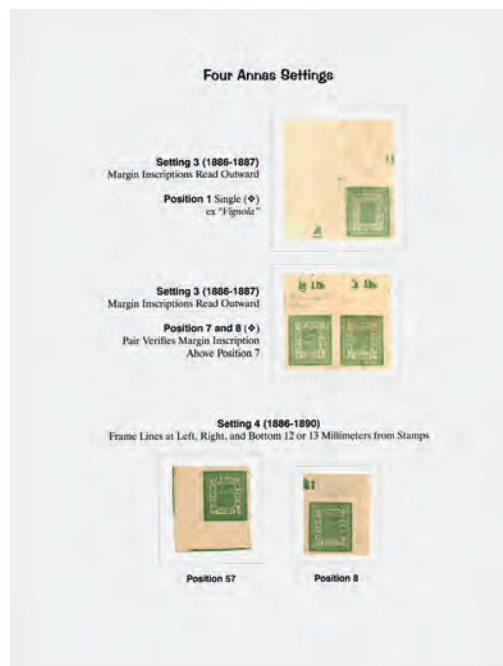 Four Annas Settings
Setting 3 (1886-1887)
Margin Inscriptions Read Outward
Position 1 Single (❖)
ex "Vignola"
Setting 3 (1886-1887)
Margin Inscriptions Read Outward
Position 7 and 8 (❖)
Pair Verifies Margin Inscription
Above Position 7
Setting 4 (1886-1890)
Frame Lines at Left, Right, and Bottom 12 or 13 Millimeters from Stamps
Position 57
Position 8